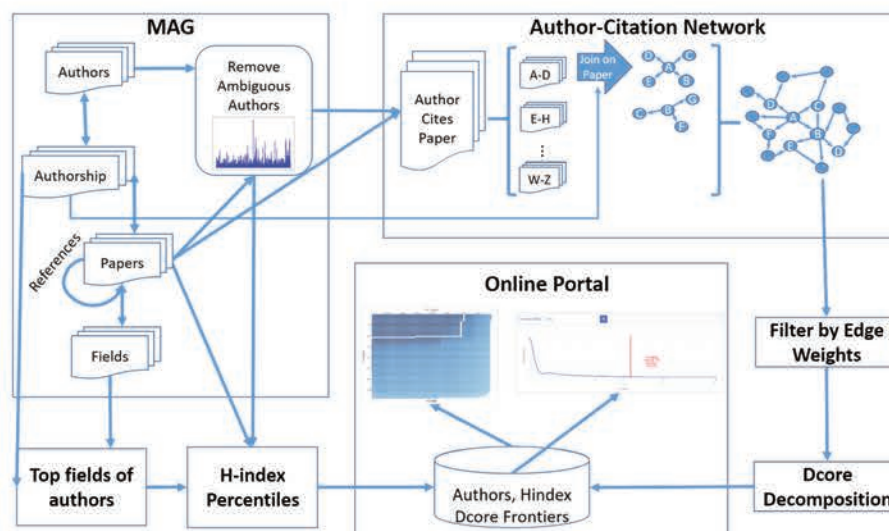 MAG
Authors
Remove
Ambiguous
Authors
Authorship
References
Papers
Fields
Author-Citation Network
Author
Cites
Paper
A-D
E-H
⋮
W-Z
Join on
Paper
D
C
A
E
B
C
B
G
F
D
C
A
F
B
E
D
Online Portal
Filter by Edge
Weights
Top fields of
authors
H-index
Percentiles
Authors, Hindex
Dcore Frontiers
Dcore
Decomposition